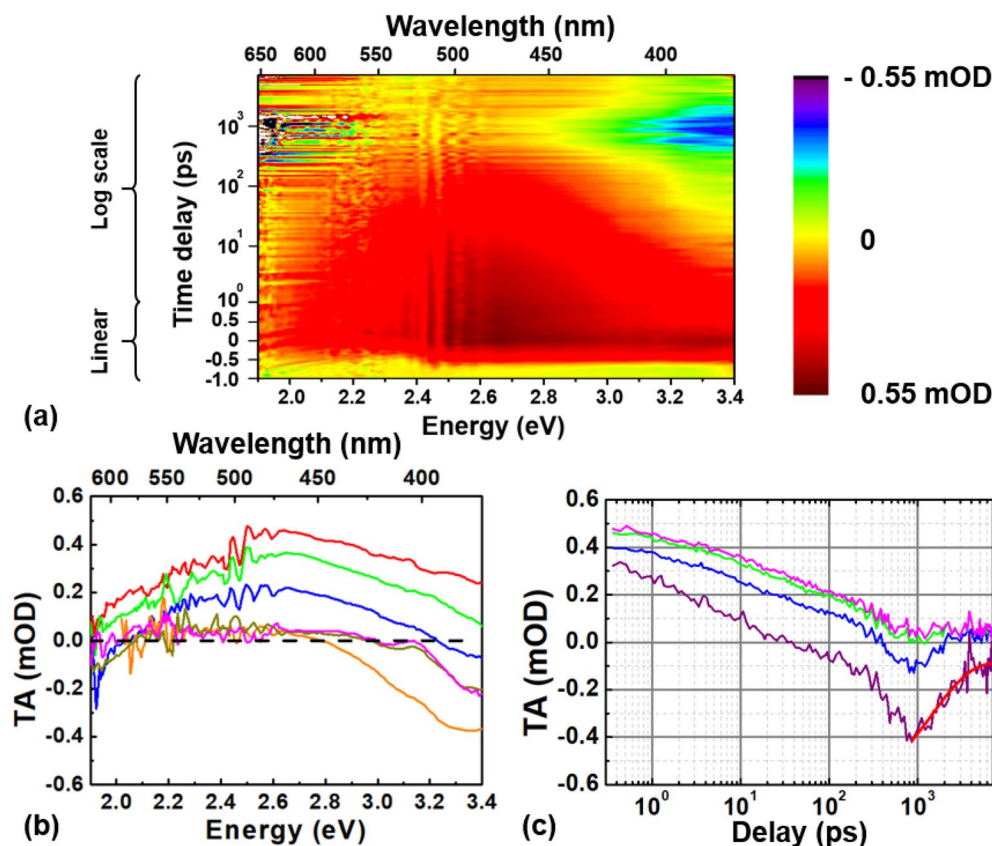 Wavelength (nm)
650 600 550 500 450 400
Log scale
Linear
Time delay (ps)
10³
10²
10¹
10⁰
0.5
0
-0.5
-1.0
2.0 2.2 2.4 2.6 2.8 3.0 3.2 3.4
Energy (eV)
- 0.55 mOD
0
0.55 mOD
(a)
Wavelength (nm)
600 550 500 450 400
TA (mOD)
0.6
0.4
0.2
0.0
-0.2
-0.4
-0.6
2.0 2.2 2.4 2.6 2.8 3.0 3.2 3.4
Energy (eV)
(b)
TA (mOD)
0.6
0.4
0.2
0.0
-0.2
-0.4
-0.6
10⁰ 10¹ 10² 10³
Delay (ps)
(c)